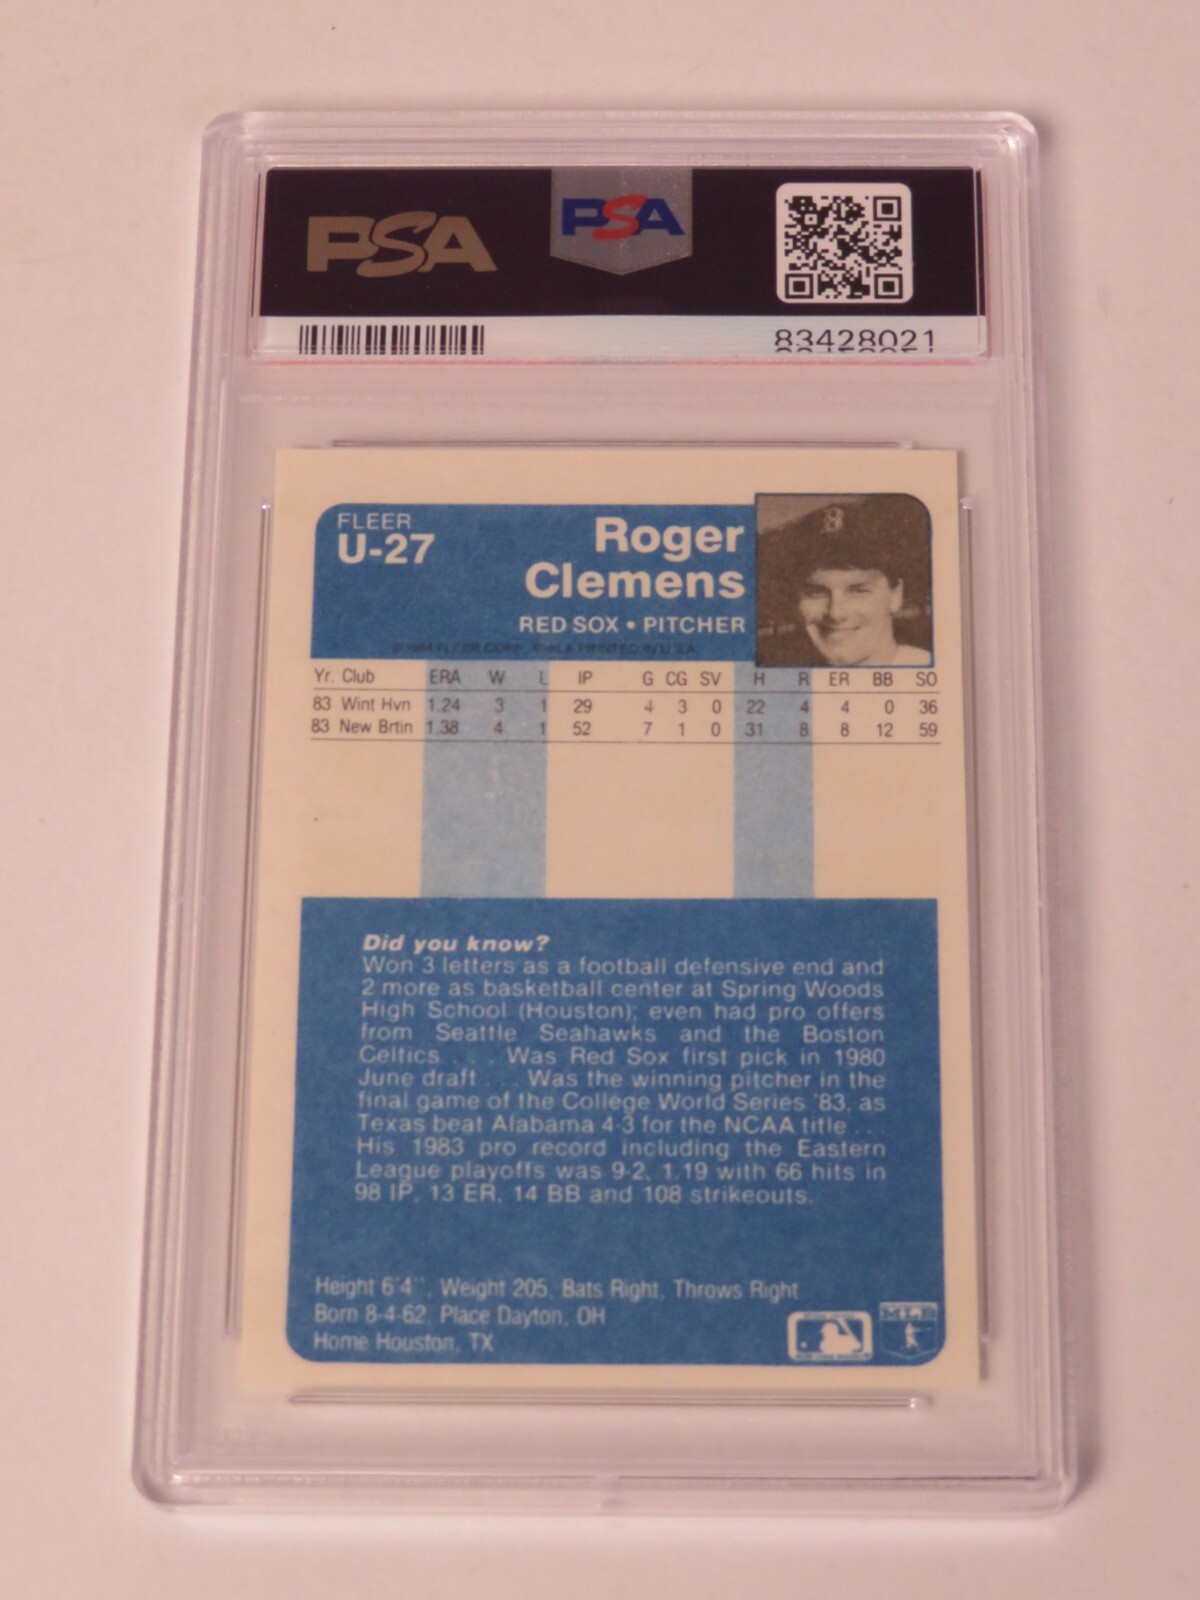 PSA
PSA
83428021
FLEER
U-27
Roger
Clemens
RED SOX • PITCHER
© 1984 FLEER CORP. PHILA PRINTED IN U.S.A.
Yr. Club ERA W L IP G CG SV H R ER BB SO
83 Wint Hvn 1.24 3 1 29 4 3 0 22 4 4 0 36
83 New Brtin 1.38 4 1 52 7 1 0 31 8 8 12 59
Did you know?
Won 3 letters as a football defensive end and
2 more as basketball center at Spring Woods
High School (Houston); even had pro offers
from Seattle Seahawks and the Boston
Celtics . . . Was Red Sox first pick in 1980
June draft . . . Was the winning pitcher in the
final game of the College World Series '83, as
Texas beat Alabama 4-3 for the NCAA title . . .
His 1983 pro record including the Eastern
League playoffs was 9-2, 1.19 with 66 hits in
98 IP, 13 ER, 14 BB and 108 strikeouts.
Height 6'4", Weight 205, Bats Right, Throws Right
Born 8-4-62, Place Dayton, OH
Home Houston, TX